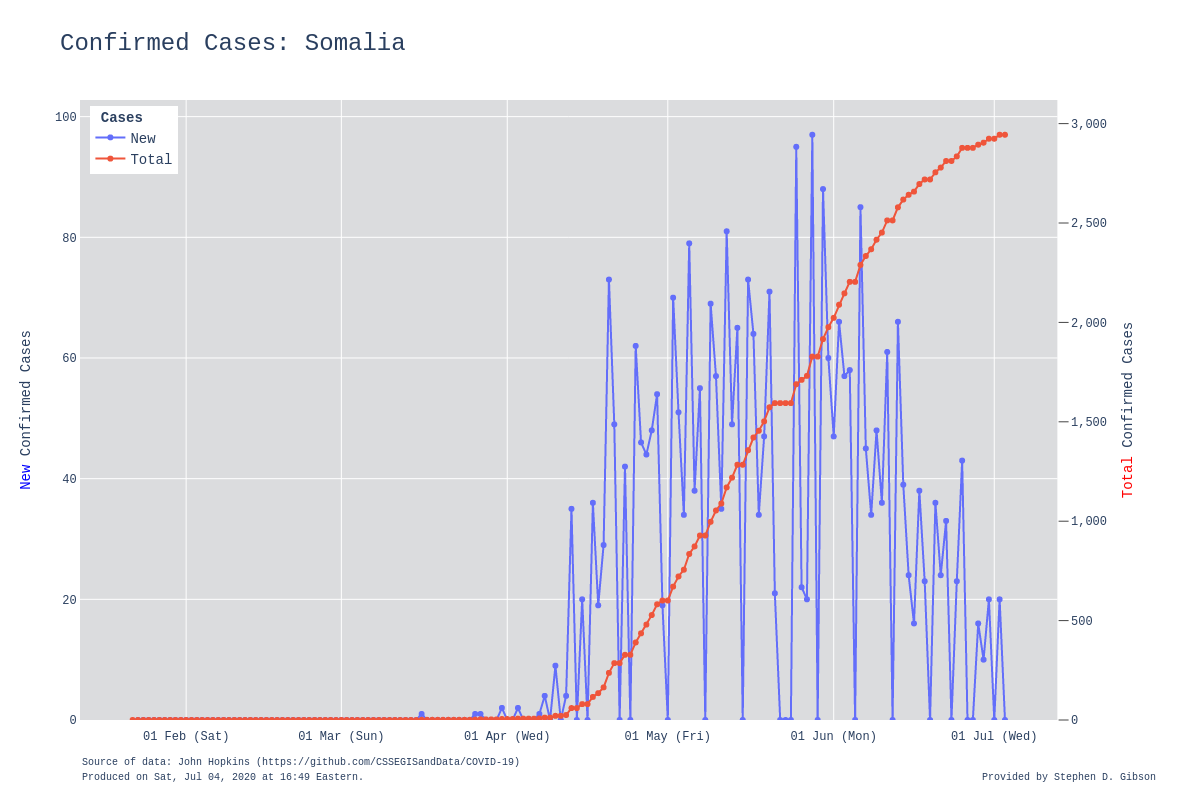 Confirmed Cases: Somalia
Cases
New
Total
100
80
60
40
20
0
New Confirmed Cases
3,000
2,500
2,000
1,500
1,000
500
0
Total Confirmed Cases
01 Feb (Sat)
01 Mar (Sun)
01 Apr (Wed)
01 May (Fri)
01 Jun (Mon)
01 Jul (Wed)
Source of data: John Hopkins (https://github.com/CSSEGISandData/COVID-19)
Produced on Sat, Jul 04, 2020 at 16:49 Eastern.
Provided by Stephen D. Gibson